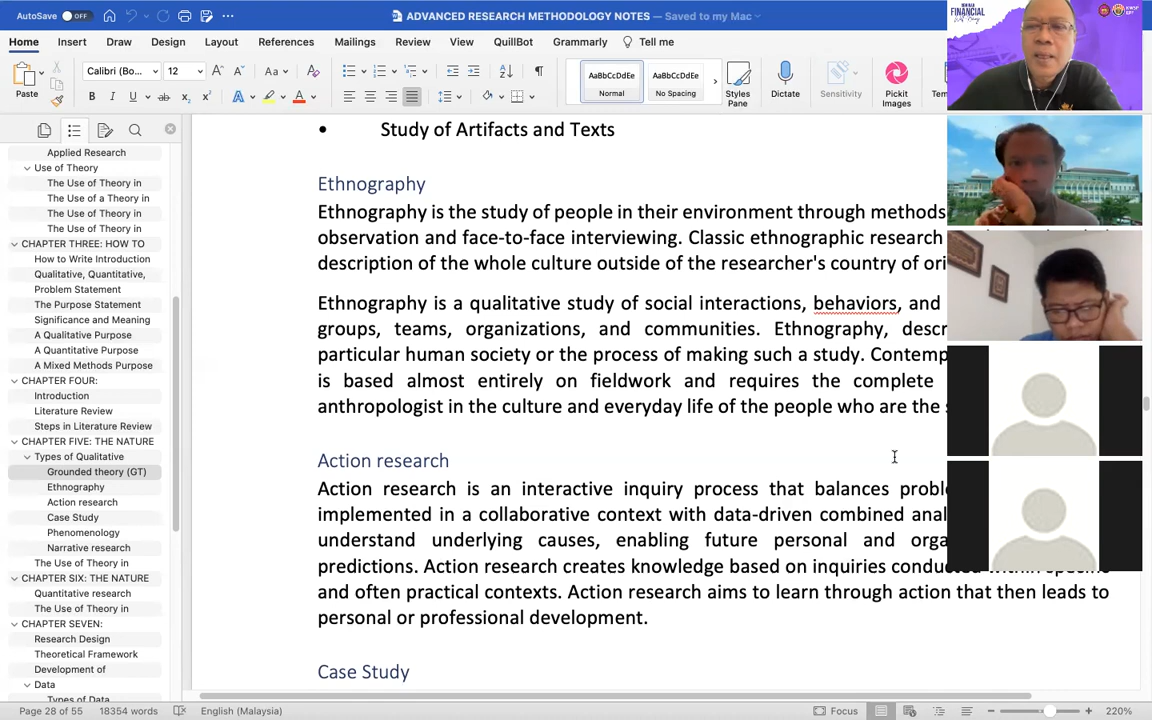 AutoSave OFF
ADVANCED RESEARCH METHODOLOGY NOTES — Saved to my Mac
FINANCIAL
Home Insert Draw Design Layout References Mailings Review View QuillBot Grammarly Tell me
Paste
Calibri (Bo... 12
AaBbCcDdEe
Normal
AaBbCcDdEe
No Spacing
Styles
Pane
Dictate
Sensitivity
Pickit
Images
Applied Research
Use of Theory
The Use of Theory in
The Use of a Theory in
The Use of Theory in
The Use of Theory in
CHAPTER THREE: HOW TO
How to Write Introduction
Qualitative, Quantitative,
Problem Statement
The Purpose Statement
Significance and Meaning
A Qualitative Purpose
A Quantitative Purpose
A Mixed Methods Purpose
CHAPTER FOUR:
Introduction
Literature Review
Steps in Literature Review
CHAPTER FIVE: THE NATURE
Types of Qualitative
Grounded theory (GT)
Ethnography
Action research
Case Study
Phenomenology
Narrative research
The Use of Theory in
CHAPTER SIX: THE NATURE
Quantitative research
The Use of Theory in
CHAPTER SEVEN:
Research Design
Theoretical Framework
Development of
Data
Types of Data
• Study of Artifacts and Texts
Ethnography
Ethnography is the study of people in their environment through methods
observation and face-to-face interviewing. Classic ethnographic research
description of the whole culture outside of the researcher's country of ori
Ethnography is a qualitative study of social interactions, behaviors, and
groups, teams, organizations, and communities. Ethnography, descr
particular human society or the process of making such a study. Contemp
is based almost entirely on fieldwork and requires the complete
anthropologist in the culture and everyday life of the people who are the s
Action research
Action research is an interactive inquiry process that balances proble
implemented in a collaborative context with data-driven combined anal
understand underlying causes, enabling future personal and orga
predictions. Action research creates knowledge based on inquiries conducted within specific
and often practical contexts. Action research aims to learn through action that then leads to
personal or professional development.
Case Study
Page 28 of 55 18354 words English (Malaysia) Focus 220%